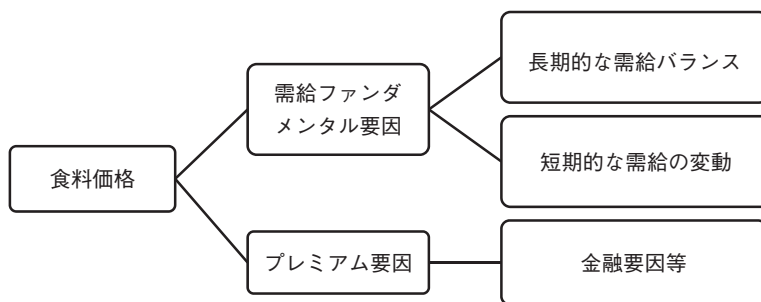 長期的な需給バランス
需給ファンダ
メンタル要因
短期的な需給の変動
食料価格
プレミアム要因
金融要因等